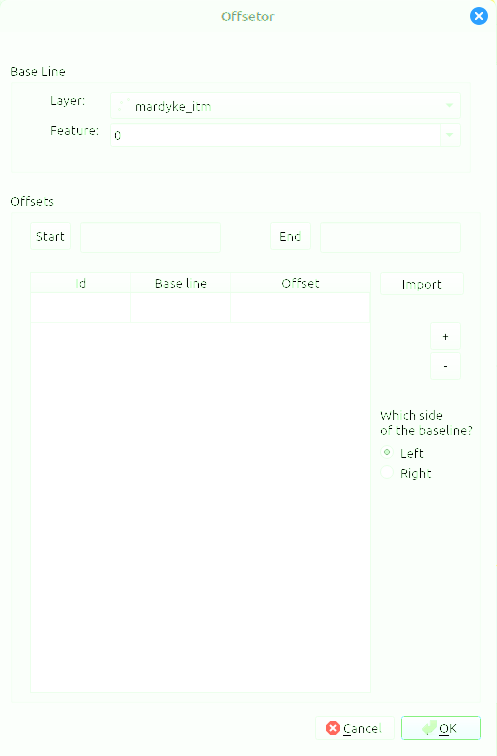 Offsetor
Base Line
Layer: mardyke_itm
Feature: 0
Offsets
Start End
Id Base line Offset Import
+
-
Which side
of the baseline?
Left
Right
Cancel OK